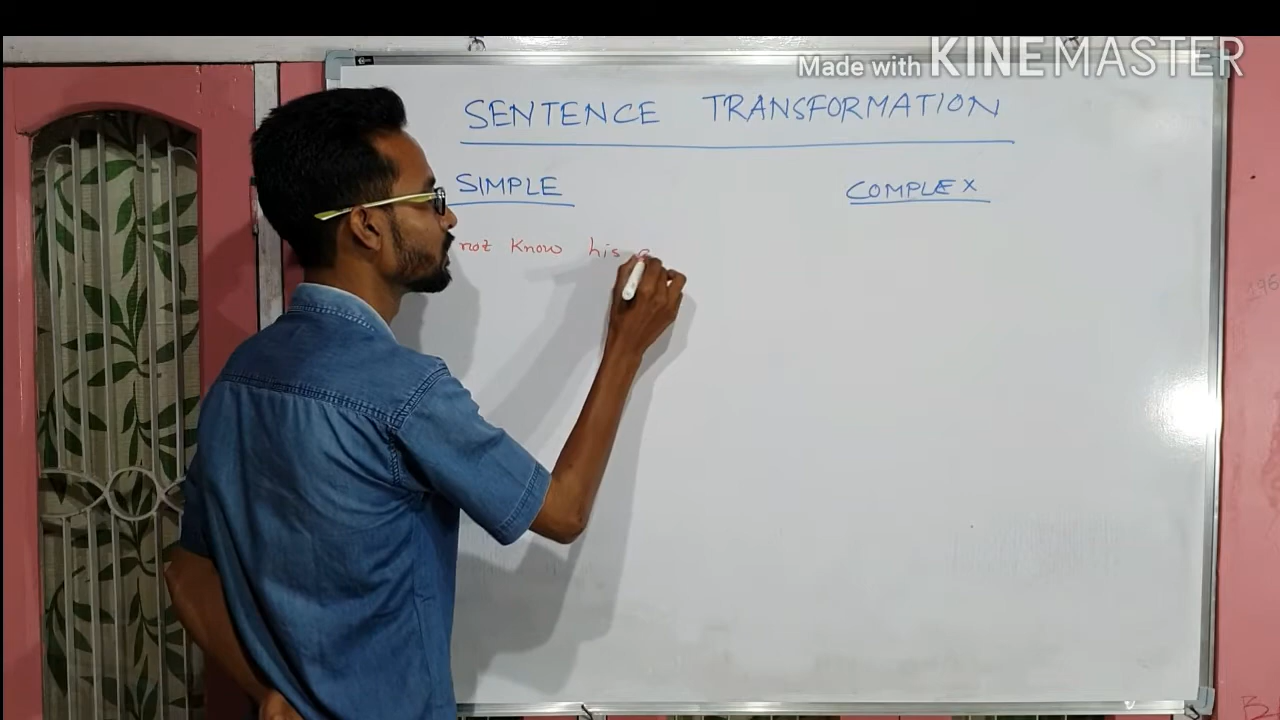 Made with KINEMASTER
SENTENCE TRANSFORMATION
SIMPLE COMPLEX
not know his